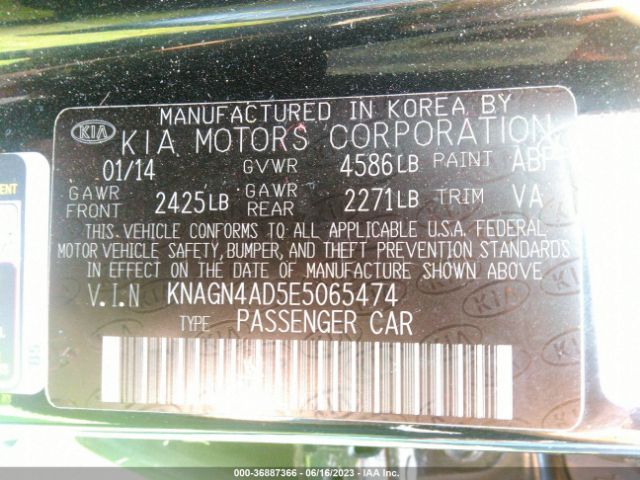 MANUFACTURED IN KOREA BY
KIA KIA MOTORS CORPORATION
01/14 GVWR 4586LB PAINT ABP
GAWR FRONT 2425LB GAWR REAR 2271LB TRIM VA
THIS VEHICLE CONFORMS TO ALL APPLICABLE U.S.A. FEDERAL
MOTOR VEHICLE SAFETY, BUMPER, AND THEFT PREVENTION STANDARDS
IN EFFECT ON THE DATE OF MANUFACTURE SHOWN ABOVE
V.I.N KNAGN4AD5E5065474
TYPE PASSENGER CAR
000-36887366 - 06/16/2023 - IAA Inc.